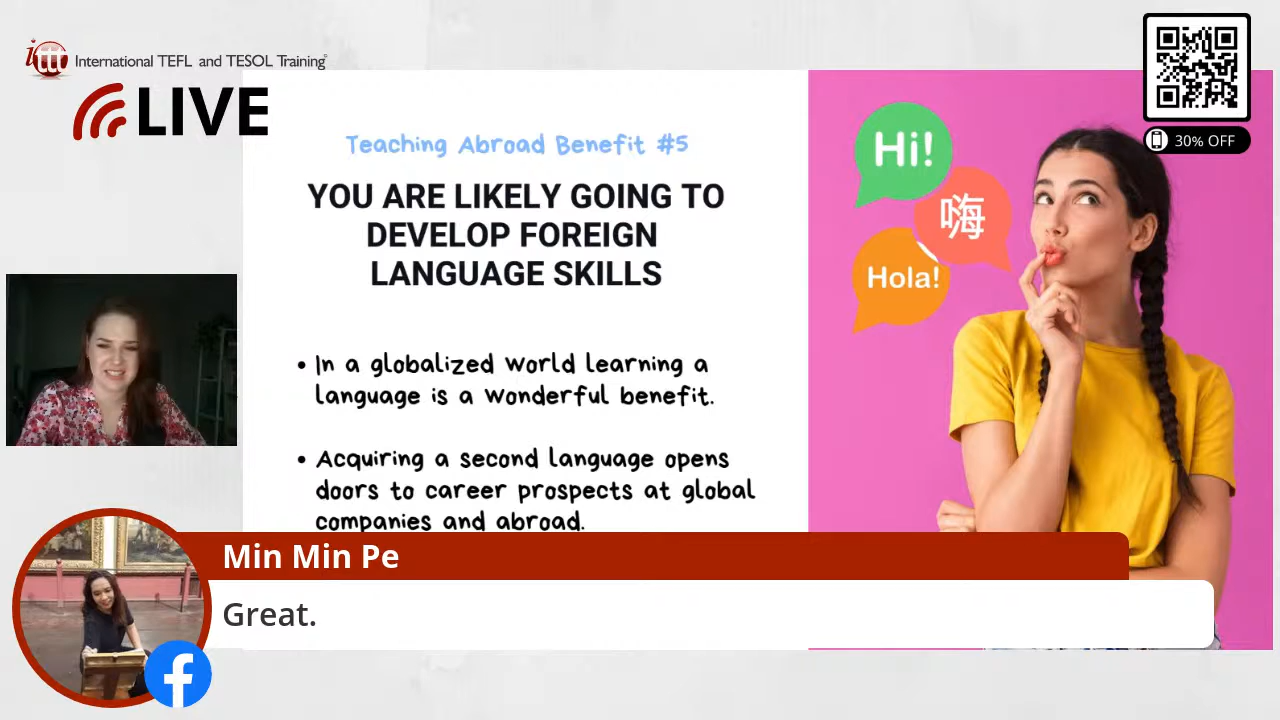 ittt International TEFL and TESOL Training
LIVE
30% OFF
Teaching Abroad Benefit #5
YOU ARE LIKELY GOING TO
DEVELOP FOREIGN
LANGUAGE SKILLS
Hi!
嗨
Hola!
• In a globalized world learning a
language is a wonderful benefit.
• Acquiring a second language opens
doors to career prospects at global
companies and abroad.
Min Min Pe
Great.